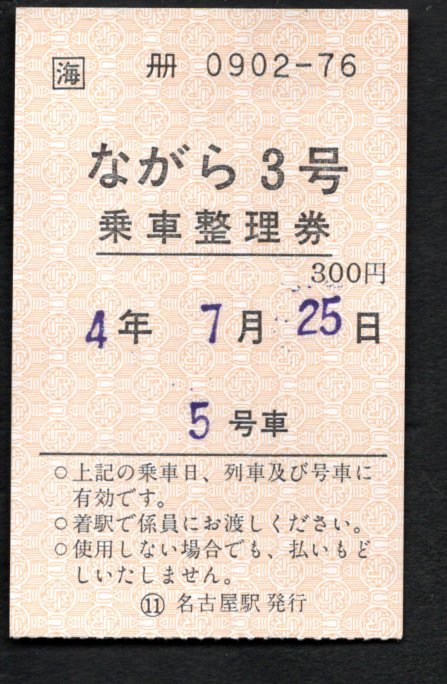 海 冊 0902-76
ながら3号
乗車整理券
300円
4年 7月 25日
5号車
○上記の乗車日、列車及び号車に
有効です。
○着駅で係員にお渡しください。
○使用しない場合でも、払いもど
しいたしません。
⑪ 名古屋駅発行